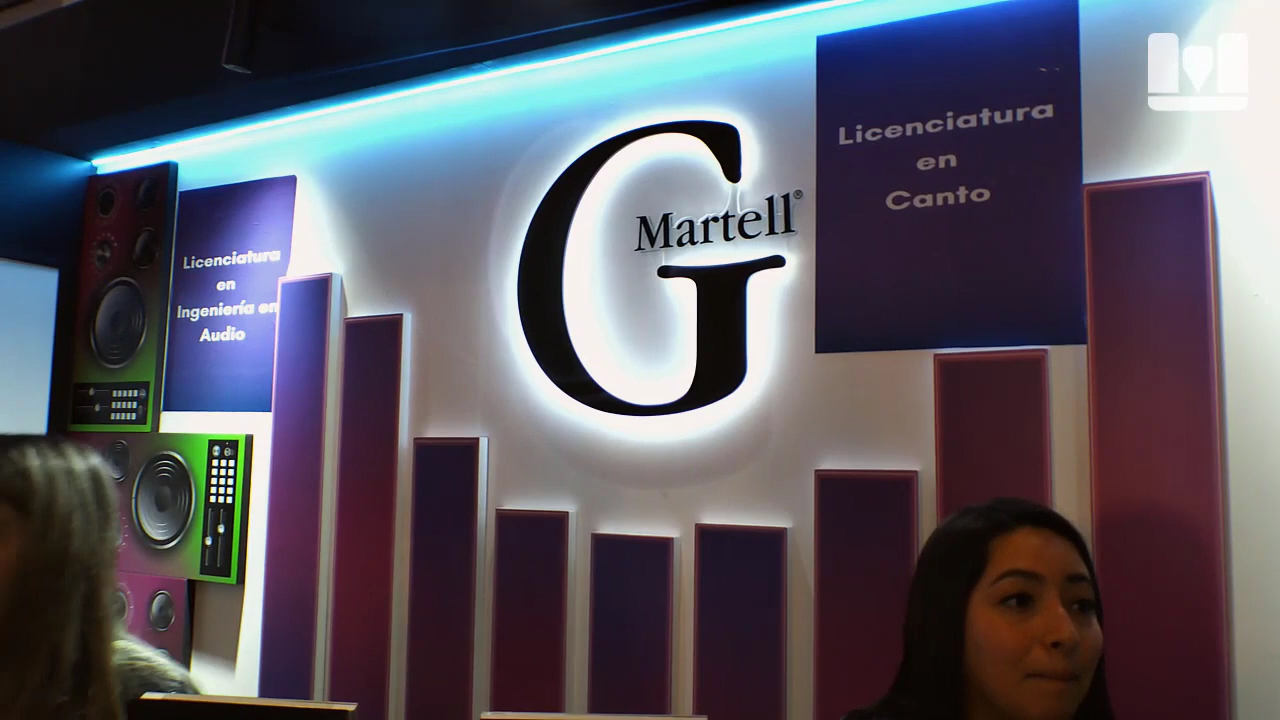 Licenciatura
en
Ingeniería en
Audio
G
Martell®
Licenciatura
en
Canto